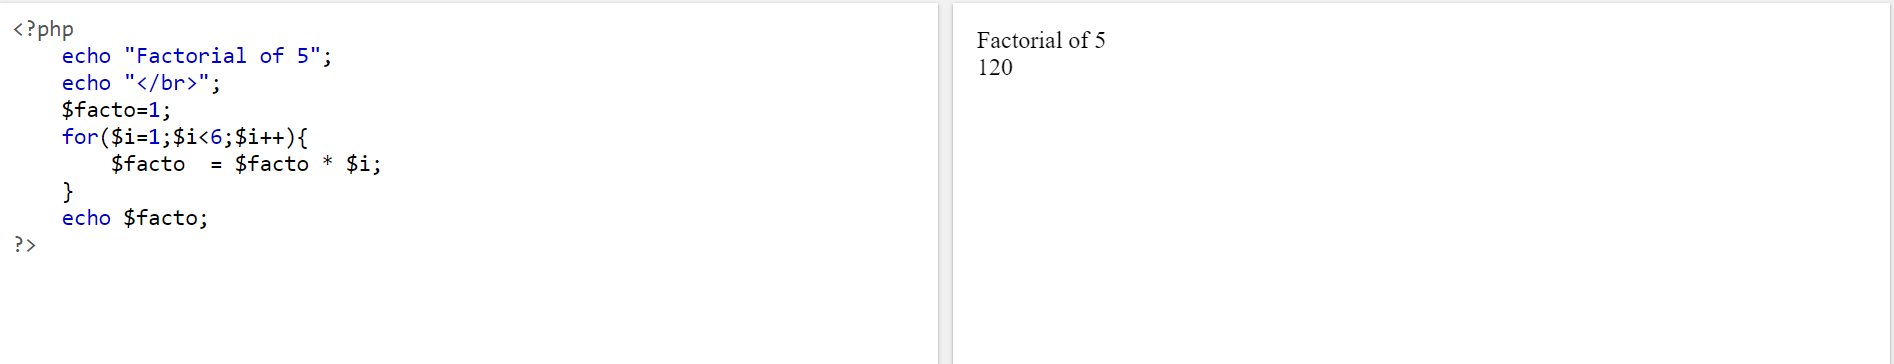 <?php
    echo "Factorial of 5";
    echo "</br>";
    $facto=1;
    for($i=1;$i<6;$i++){
        $facto  = $facto * $i;
    }
    echo $facto;
?>
Factorial of 5
120